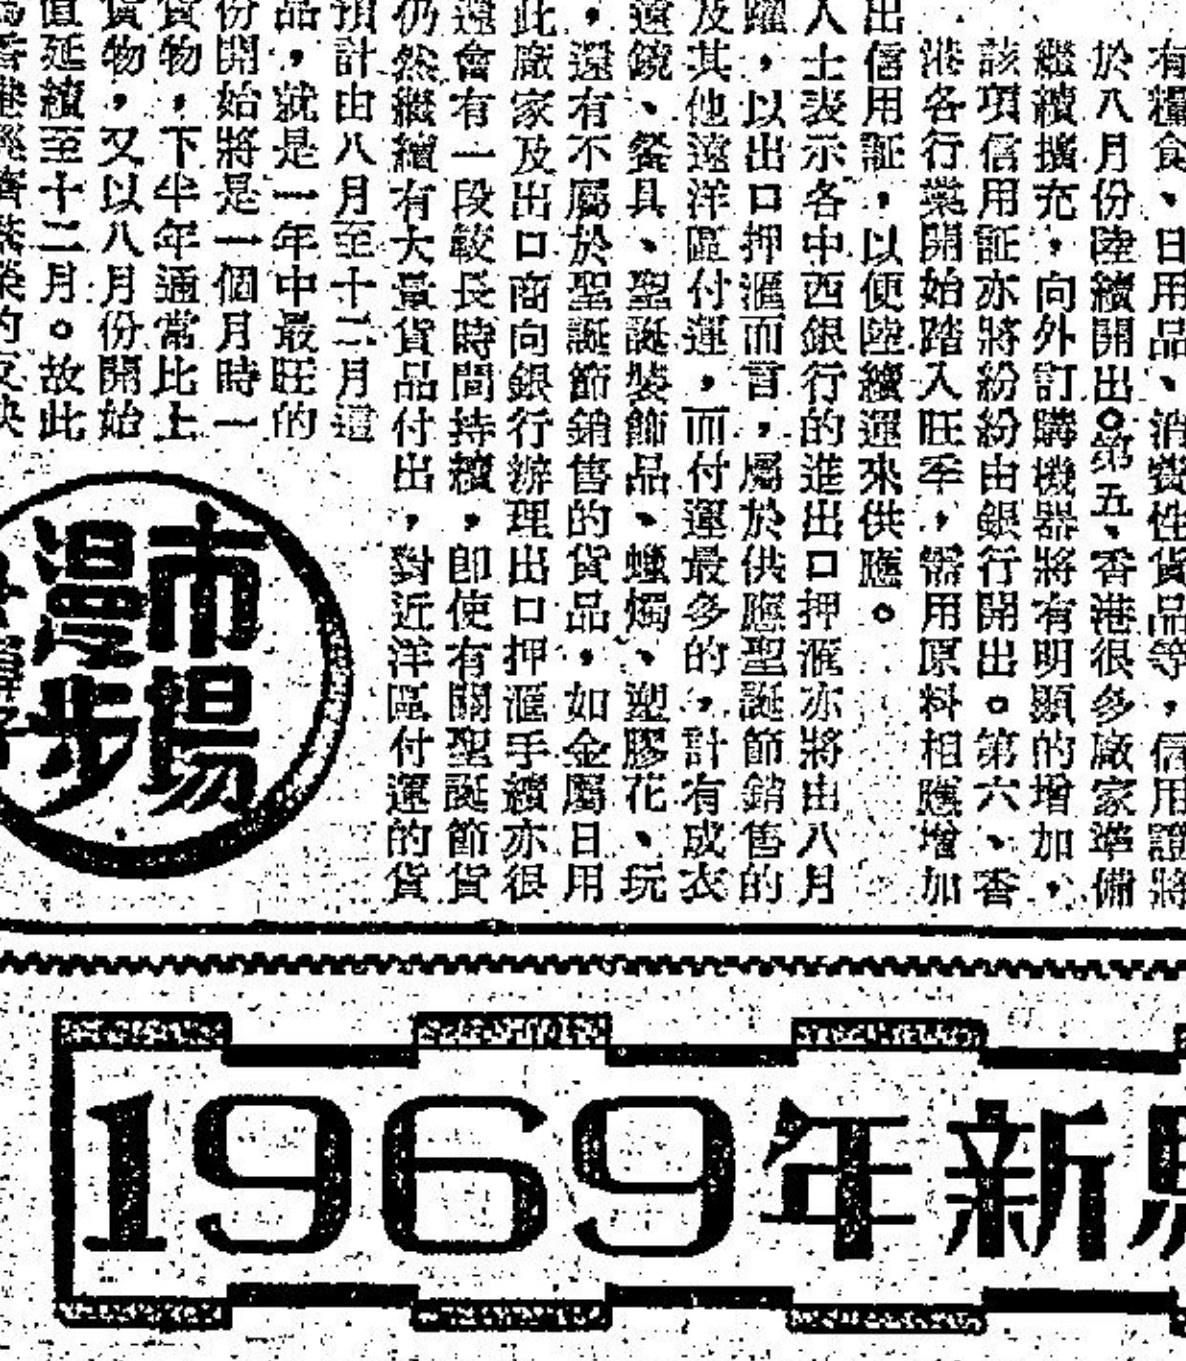 有糧食、日用品、消費性貨品等，信用證將
於八月份陸續開出。第五、香港很多廠家準備
繼續擴充，向外訂購機器將有明顯的增加，
該項信用証亦將紛紛由銀行開出。第六、香
港各行業開始踏入旺季，需用原料相應增加
出信用証，以便陸續運來供應。
人士表示各中西銀行的進出口押滙亦將由八月
躍，以出口押滙而言，屬於供應聖誕節銷售的
及其他遠洋區付運，而付運最多的，計有成衣
遠鏡、餐具、聖誕裝飾品、蠟燭、塑膠花、玩
，還有不屬於聖誕節銷售的貨品，如金屬日用
此廠家及出口商向銀行辦理出口押滙手續亦很
還會有一段較長時間持續，即使有關聖誕節貨
仍然繼續有大量貨品付出，對近洋區付運的貨
預計由八月至十二月還
品，就是一年中最旺的
份開始將是一個月時一
貨物，下半年通常比上
貨物，又以八月份開始
直延續至十二月。故此
為香港經濟繁榮的反映
市場
漫步
1969年新